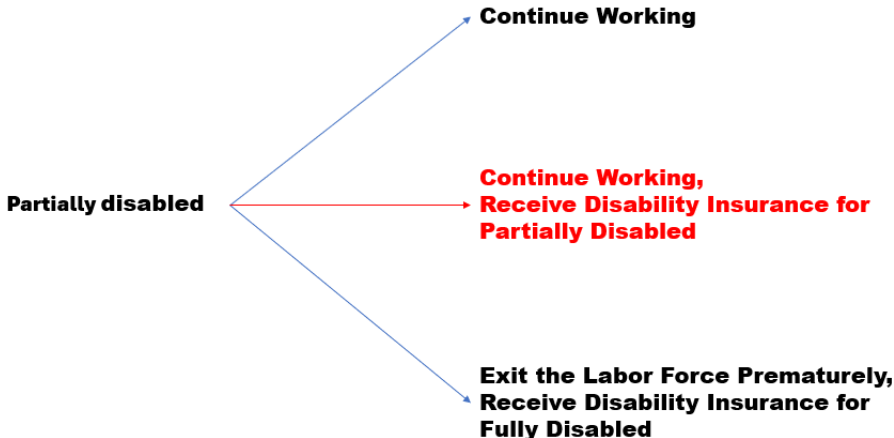 Continue Working
Partially disabled
Continue Working,
Receive Disability Insurance for
Partially Disabled
Exit the Labor Force Prematurely,
Receive Disability Insurance for
Fully Disabled